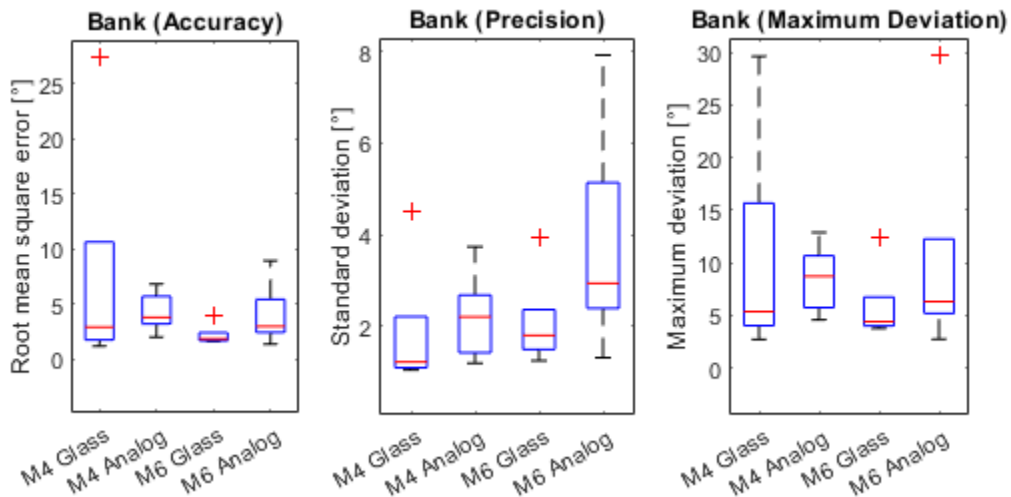 Bank (Accuracy)
Root mean square error [°]
25
20
15
10
5
0
M4 Glass
M4 Analog
M6 Glass
M6 Analog
Bank (Precision)
Standard deviation [°]
8
6
4
2
M4 Glass
M4 Analog
M6 Glass
M6 Analog
Bank (Maximum Deviation)
Maximum deviation [°]
30
25
20
15
10
5
0
M4 Glass
M4 Analog
M6 Glass
M6 Analog